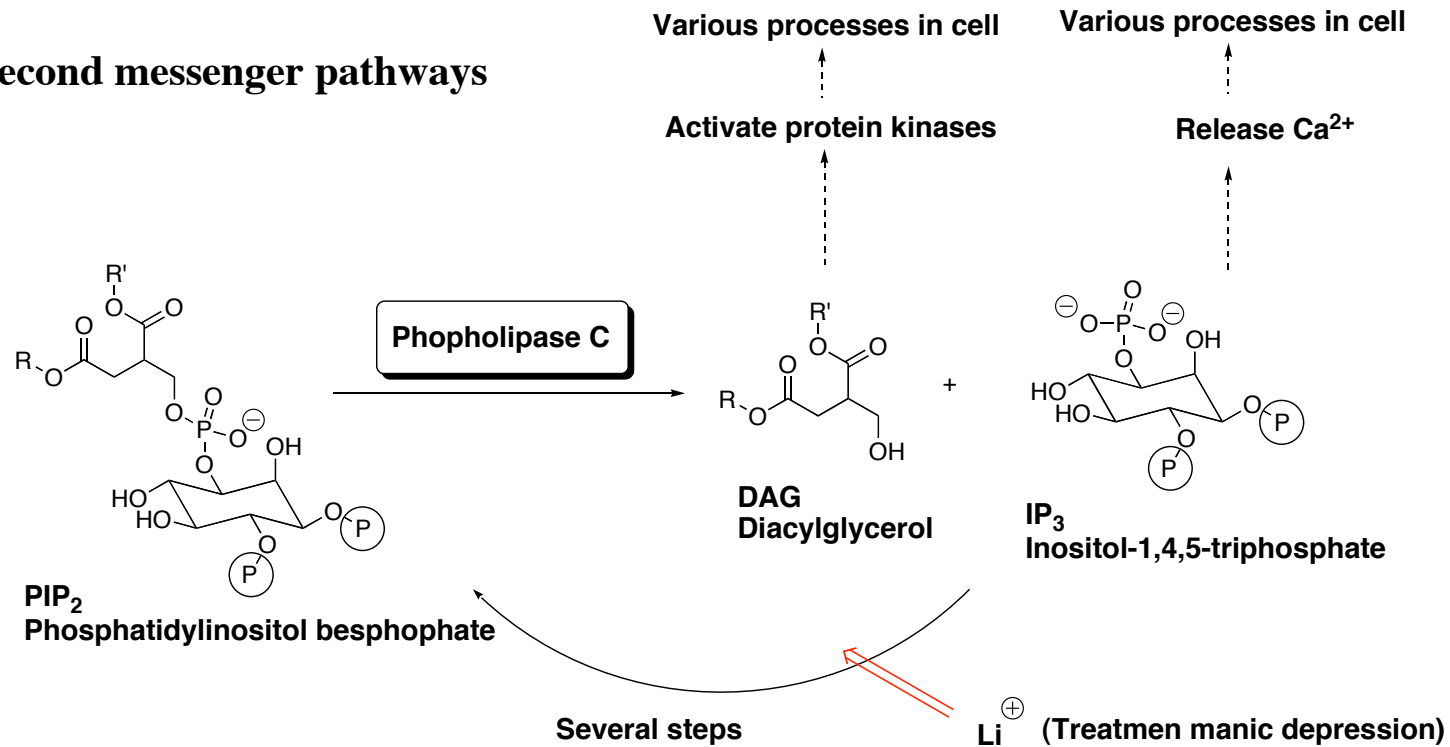 Various processes in cell
Various processes in cell
econd messenger pathways
Activate protein kinases
Release Ca2+
R'
O
O
O
R
O
O
O
P
O
⊖
O
OH
HO
HO
O
P
O
P
Phopholipase C
R'
O
O
O
R
O
OH
+
O
⊖
O
P
O
⊖
O
OH
HO
HO
O
P
O
P
DAG
Diacylglycerol
IP3
Inositol-1,4,5-triphosphate
PIP2
Phosphatidylinositol besphophate
Several steps
Li⊕ (Treatmen manic depression)